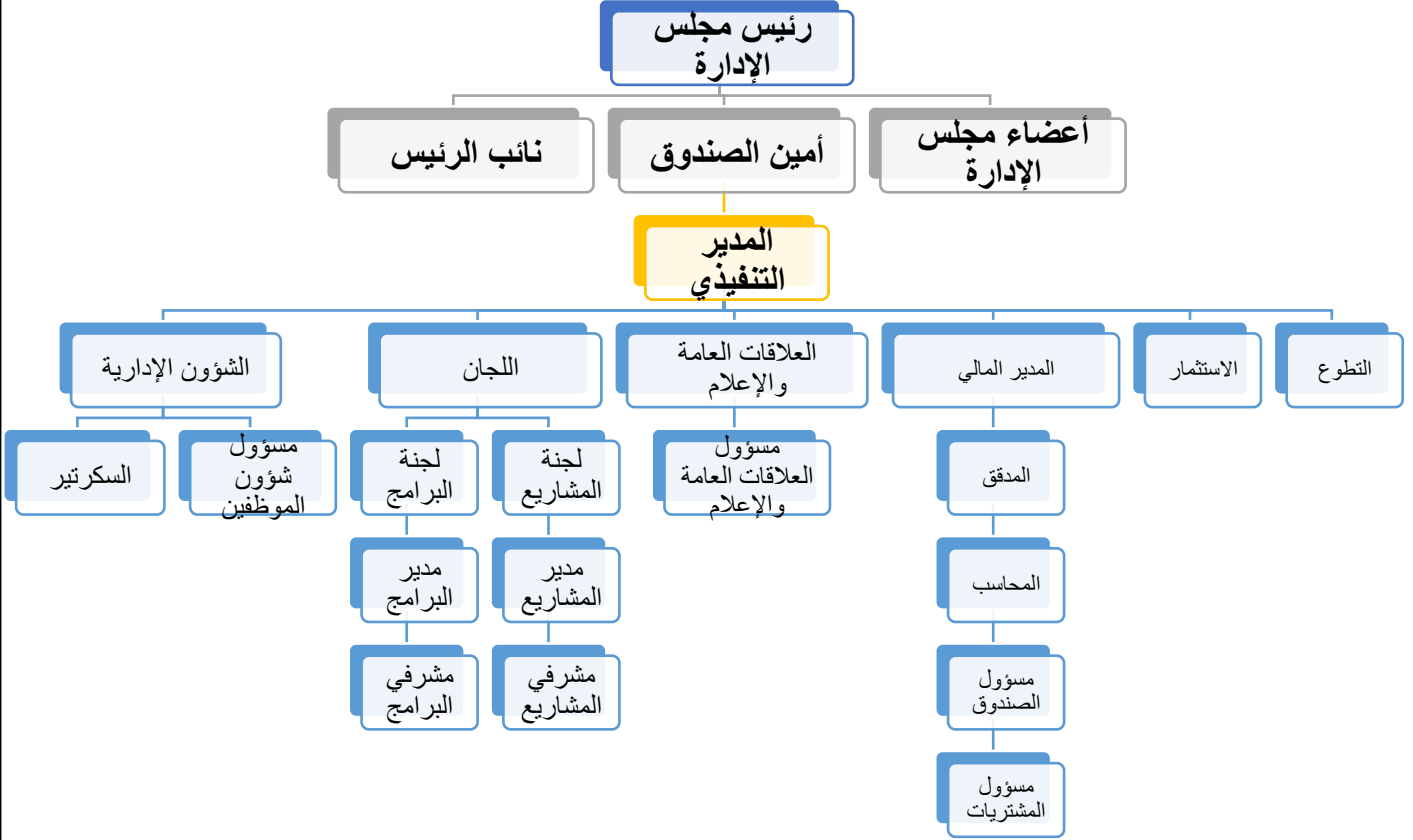 رئيس مجلس
الإدارة
أعضاء مجلس
الإدارة
أمين الصندوق
نائب الرئيس
المدير
التنفيذي
التطوع
الاستثمار
المدير المالي
العلاقات العامة
والإعلام
اللجان
الشؤون الإدارية
المدقق
مسؤول
العلاقات العامة
والإعلام
لجنة
المشاريع
لجنة
البرامج
مسؤول
شؤون
الموظفين
السكرتير
المحاسب
مدير
المشاريع
مدير
البرامج
مسؤول
الصندوق
مشرفي
المشاريع
مشرفي
البرامج
مسؤول
المشتريات